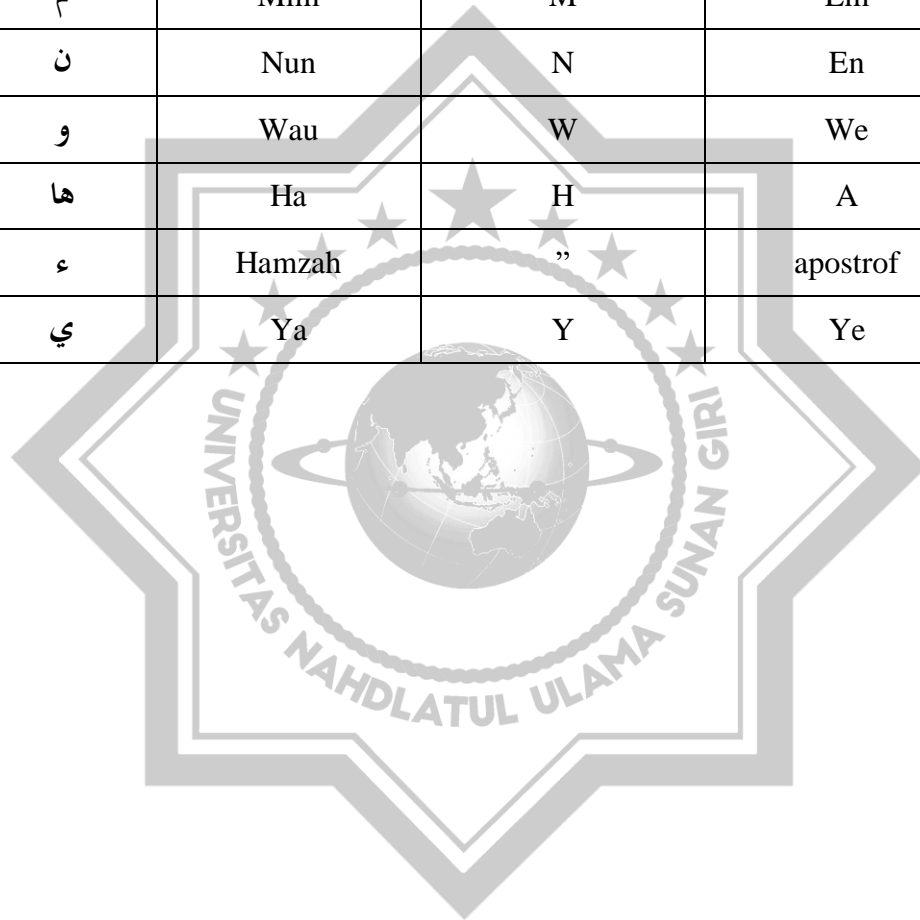 ن Nun N En
و Wau W We
ها Ha H A
ء Hamzah ” apostrof
ي Ya Y Ye
UNIVERSITAS NAHDLATUL ULAMA SUNAN GIRI